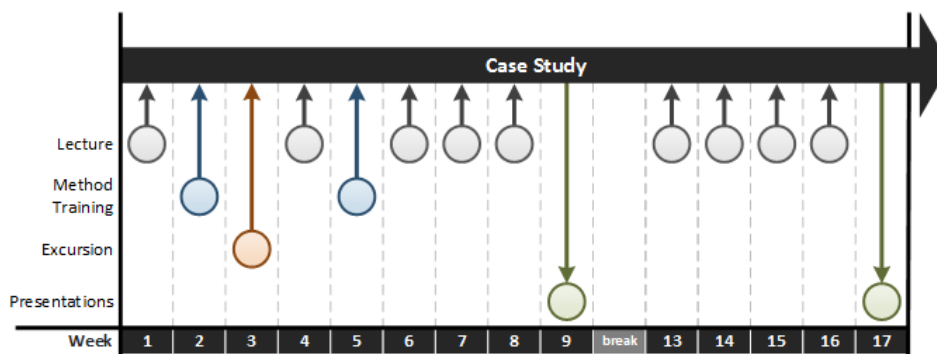 Case Study
Lecture
Method
Training
Excursion
Presentations
Week 1 2 3 4 5 6 7 8 9 break 13 14 15 16 17